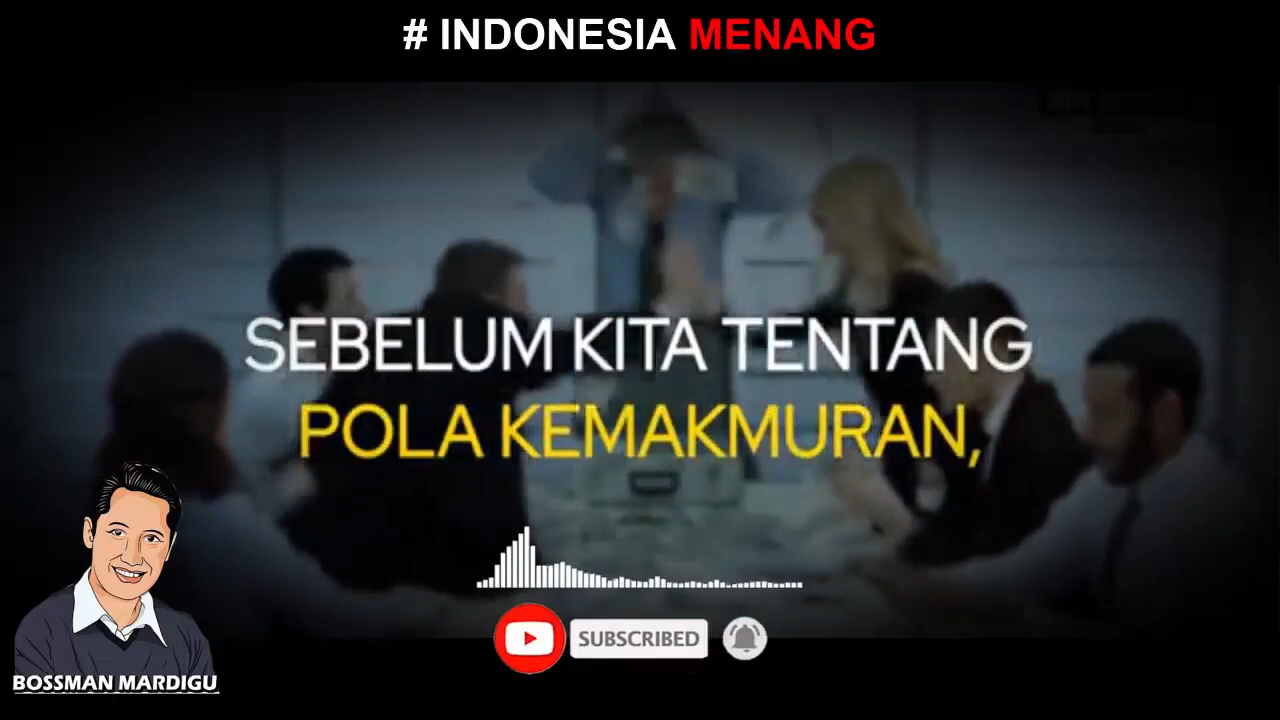 # INDONESIA MENANG
SEBELUM KITA TENTANG
POLA KEMAKMURAN,
SUBSCRIBED
BOSSMAN MARDIGU